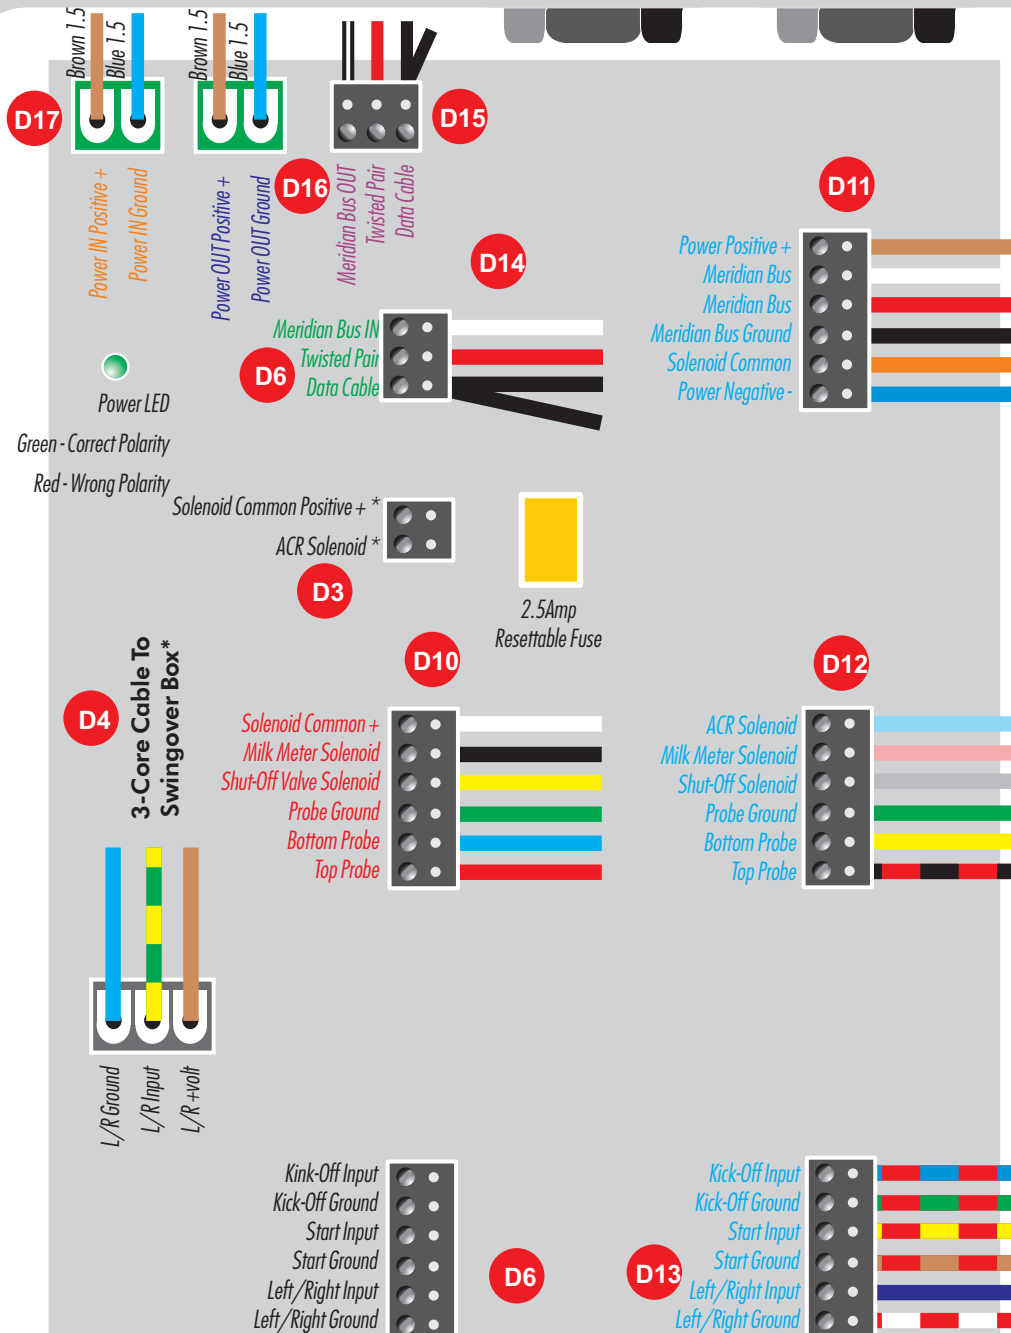 Brown 1.5
Blue 1.5
Brown 1.5
Blue 1.5
D17
D15
D16
D11
Power IN Positive +
Power IN Ground
Power OUT Positive +
Power OUT Ground
Meridian Bus OUT
Twisted Pair
Data Cable
D14
Power Positive +
Meridian Bus
Meridian Bus
Meridian Bus Ground
Solenoid Common
Power Negative -
Meridian Bus IN
Twisted Pair
Data Cable
D6
Power LED
Green - Correct Polarity
Red - Wrong Polarity
Solenoid Common Positive + *
ACR Solenoid *
D3
2.5Amp
Resettable Fuse
D10
D12
D4
3-Core Cable To
Swingover Box*
Solenoid Common +
Milk Meter Solenoid
Shut-Off Valve Solenoid
Probe Ground
Bottom Probe
Top Probe
ACR Solenoid
Milk Meter Solenoid
Shut-Off Solenoid
Probe Ground
Bottom Probe
Top Probe
L/R Ground
L/R Input
L/R +volt
Kink-Off Input
Kick-Off Ground
Start Input
Start Ground
Left/Right Input
Left/Right Ground
D6
D13
Kick-Off Input
Kick-Off Ground
Start Input
Start Ground
Left/Right Input
Left/Right Ground